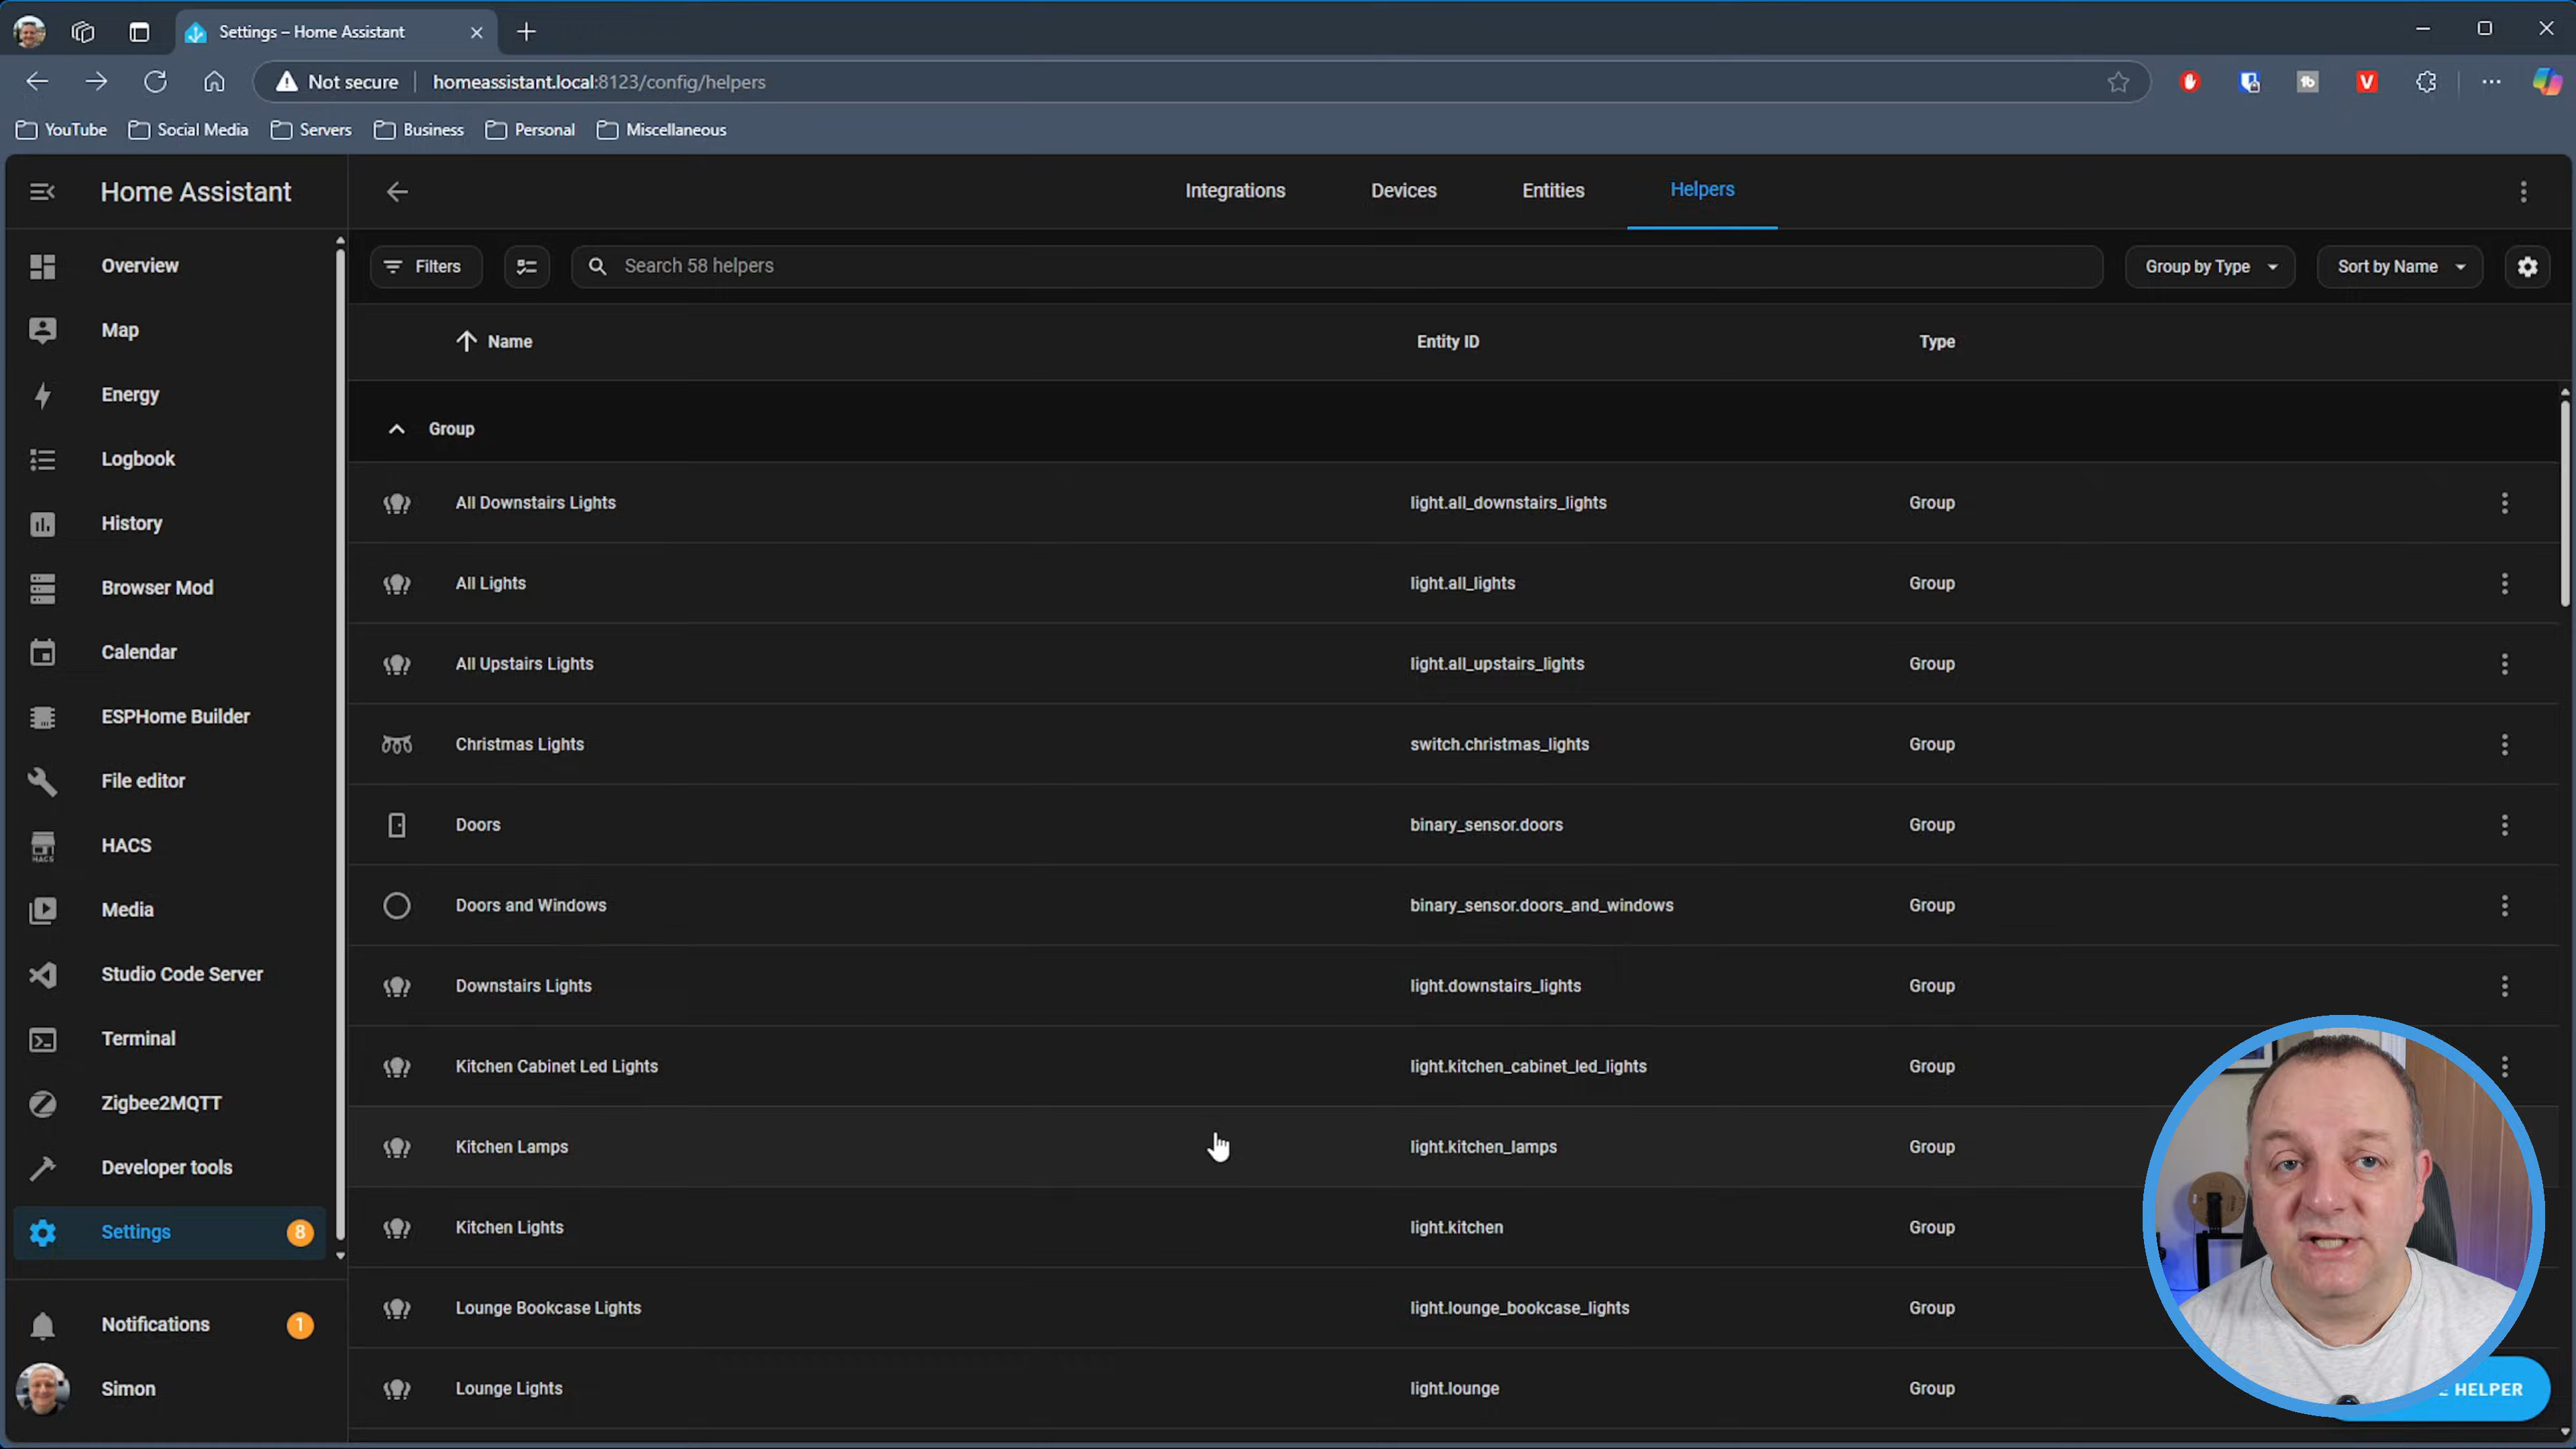 Settings – Home Assistant
Not secure
homeassistant.local:8123/config/helpers
YouTube
Social Media
Servers
Business
Personal
Miscellaneous
Home Assistant
Integrations
Devices
Entities
Helpers
Filters
Search 58 helpers
Group by Type
Sort by Name
Overview
Map
Energy
Logbook
History
Browser Mod
Calendar
ESPHome Builder
File editor
HACS
HACS
Media
Studio Code Server
Terminal
Zigbee2MQTT
Developer tools
Settings
8
Notifications
1
Simon
Name Entity ID Type
Group
All Downstairs Lights light.all_downstairs_lights Group
All Lights light.all_lights Group
All Upstairs Lights light.all_upstairs_lights Group
Christmas Lights switch.christmas_lights Group
Doors binary_sensor.doors Group
Doors and Windows binary_sensor.doors_and_windows Group
Downstairs Lights light.downstairs_lights Group
Kitchen Cabinet Led Lights light.kitchen_cabinet_led_lights Group
Kitchen Lamps light.kitchen_lamps Group
Kitchen Lights light.kitchen Group
Lounge Bookcase Lights light.lounge_bookcase_lights Group
Lounge Lights light.lounge Group
HELPER